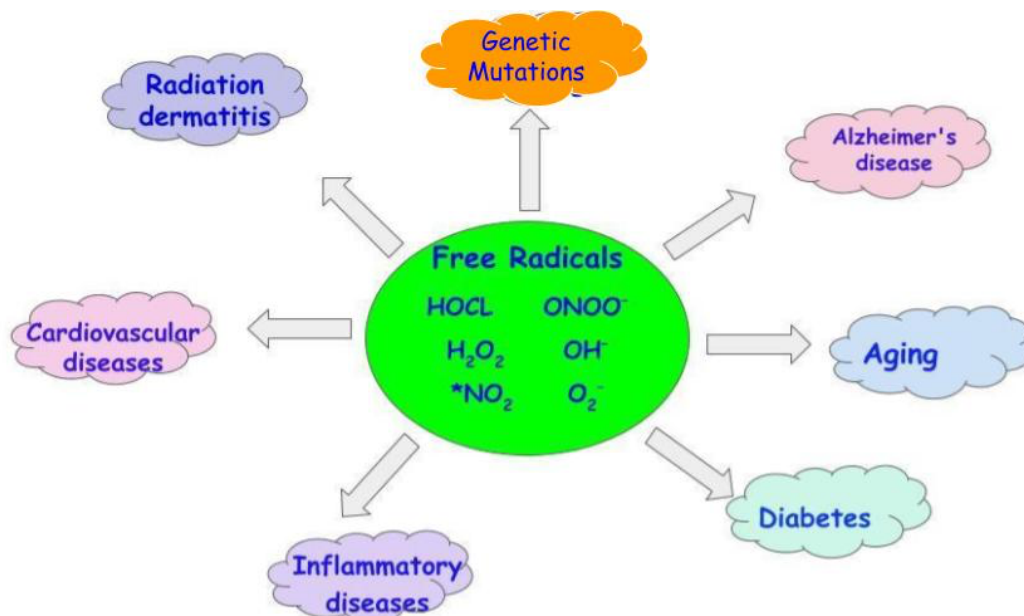 Genetic
Mutations
Radiation
dermatitis
Alzheimer's
disease
Free Radicals
HOCL ONOO⁻
H₂O₂ OH⁻
*NO₂ O₂⁻
Cardiovascular
diseases
Aging
Diabetes
Inflammatory
diseases